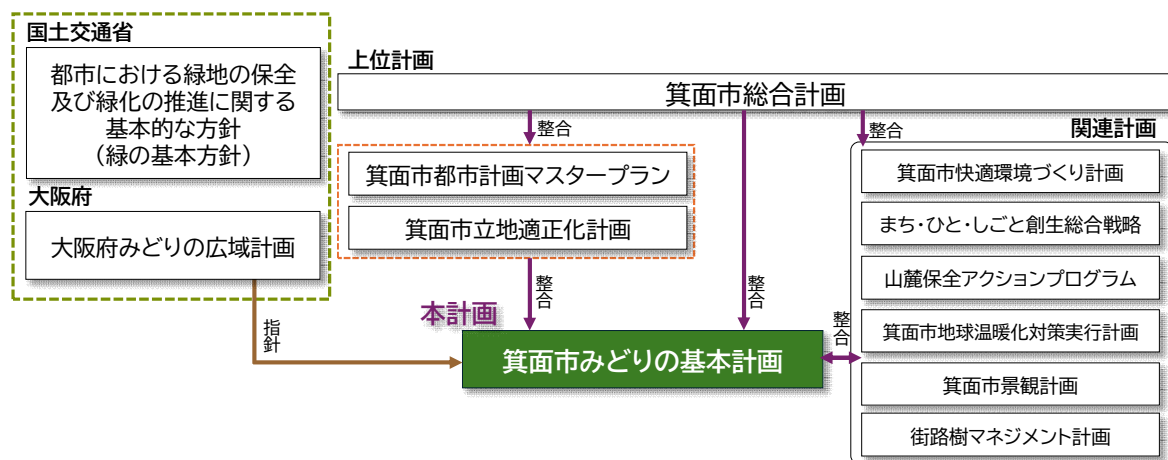 国土交通省
都市における緑地の保全
及び緑化の推進に関する
基本的な方針
（緑の基本方針）
大阪府
大阪府みどりの広域計画
指針
上位計画
箕面市総合計画
整合
箕面市都市計画マスタープラン
箕面市立地適正化計画
整合
整合
本計画
箕面市みどりの基本計画
整合
整合
関連計画
箕面市快適環境づくり計画
まち・ひと・しごと創生総合戦略
山麓保全アクションプログラム
箕面市地球温暖化対策実行計画
箕面市景観計画
街路樹マネジメント計画